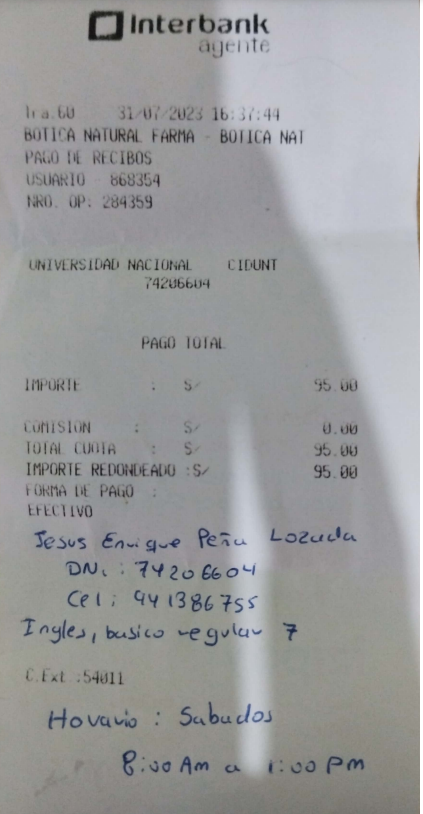 Interbank
agente
Tra.60 31/07/2023 16:37:44
BOTICA NATURAL FARMA - BOTICA NAT
PAGO DE RECIBOS
USUARIO - 868354
NRO. OP: 284359
UNIVERSIDAD NACIONAL CIDUNT
74206604
PAGO TOTAL
IMPORTE : S/ 95.00
COMISION : S/ 0.00
TOTAL CUOTA : S/ 95.00
IMPORTE REDONDEADO :S/ 95.00
FORMA DE PAGO :
EFECTIVO
Jesus Enrique Peña Lozada
DNi : 74206604
Cel : 941386755
Ingles, basico regular 7
C.Ext.:54011
Horario : Sabados
8:00 Am a 1:00 PM